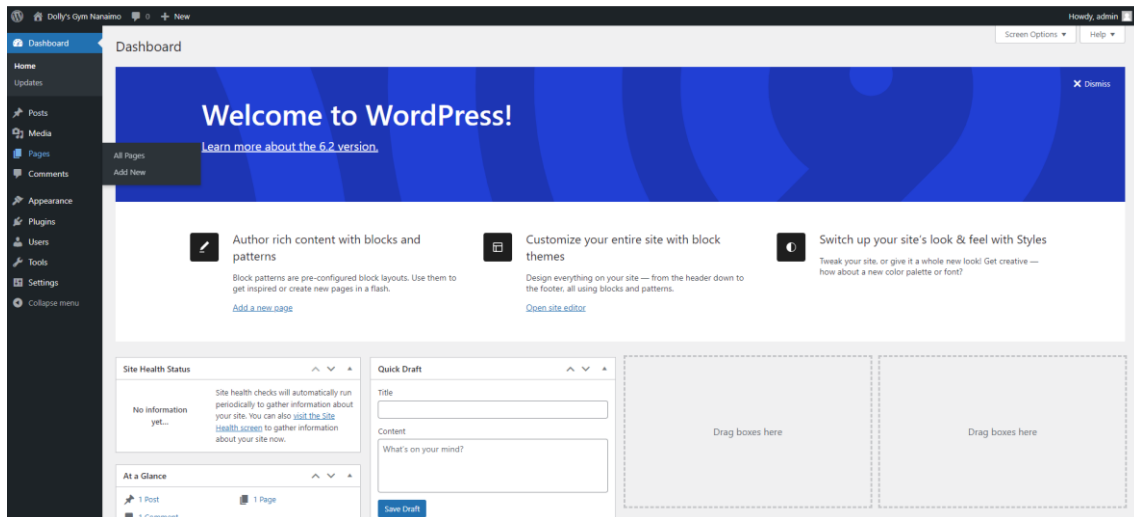 Dolly's Gym Nanaimo 0 + New Howdy, admin
Dashboard
Home
Updates
Posts
Media
Pages
Comments
Appearance
Plugins
Users
Tools
Settings
Collapse menu
All Pages
Add New
Screen Options ▼ Help ▼
Dashboard
Dismiss
Welcome to WordPress!
Learn more about the 6.2 version.
Author rich content with blocks and
patterns
Block patterns are pre-configured block layouts. Use them to
get inspired or create new pages in a flash.
Add a new page
Customize your entire site with block
themes
Design everything on your site — from the header down to
the footer, all using blocks and patterns.
Open site editor
Switch up your site's look & feel with Styles
Tweak your site, or give it a whole new look! Get creative —
how about a new color palette or font?
Site Health Status
No information
yet...
Site health checks will automatically run
periodically to gather information about
your site. You can also visit the Site
Health screen to gather information
about your site now.
At a Glance
1 Post
1 Page
1 Comment
Quick Draft
Title
Content
What's on your mind?
Save Draft
Drag boxes here
Drag boxes here